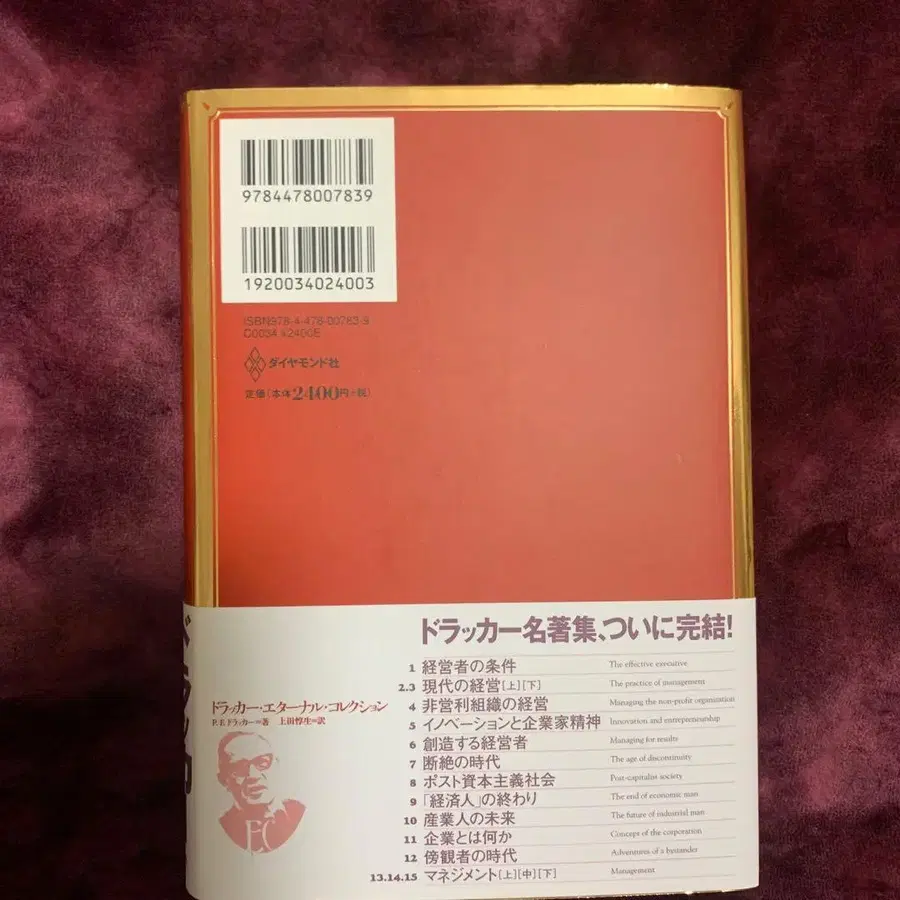 9784478007839
1920034024003
ISBN978-4-478-00783-9
C0034 ¥2400E
ダイヤモンド社
定価(本体2400円+税)
ドラッカー名著集、ついに完結!
ドラッカー・エターナル・コレクション
P.F.ドラッカー=著 上田惇生=訳
1 経営者の条件 The effective executive
2.3 現代の経営[上][下] The practice of management
4 非営利組織の経営 Managing the non-profit organization
5 イノベーションと企業家精神 Innovation and entrepreneurship
6 創造する経営者 Managing for results
7 断絶の時代 The age of discontinuity
8 ポスト資本主義社会 Post-capitalist society
9 「経済人」の終わり The end of economic man
10 産業人の未来 The future of industrial man
11 企業とは何か Concept of the corporation
12 傍観者の時代 Adventures of a bystander
13.14.15 マネジメント[上][中][下] Management